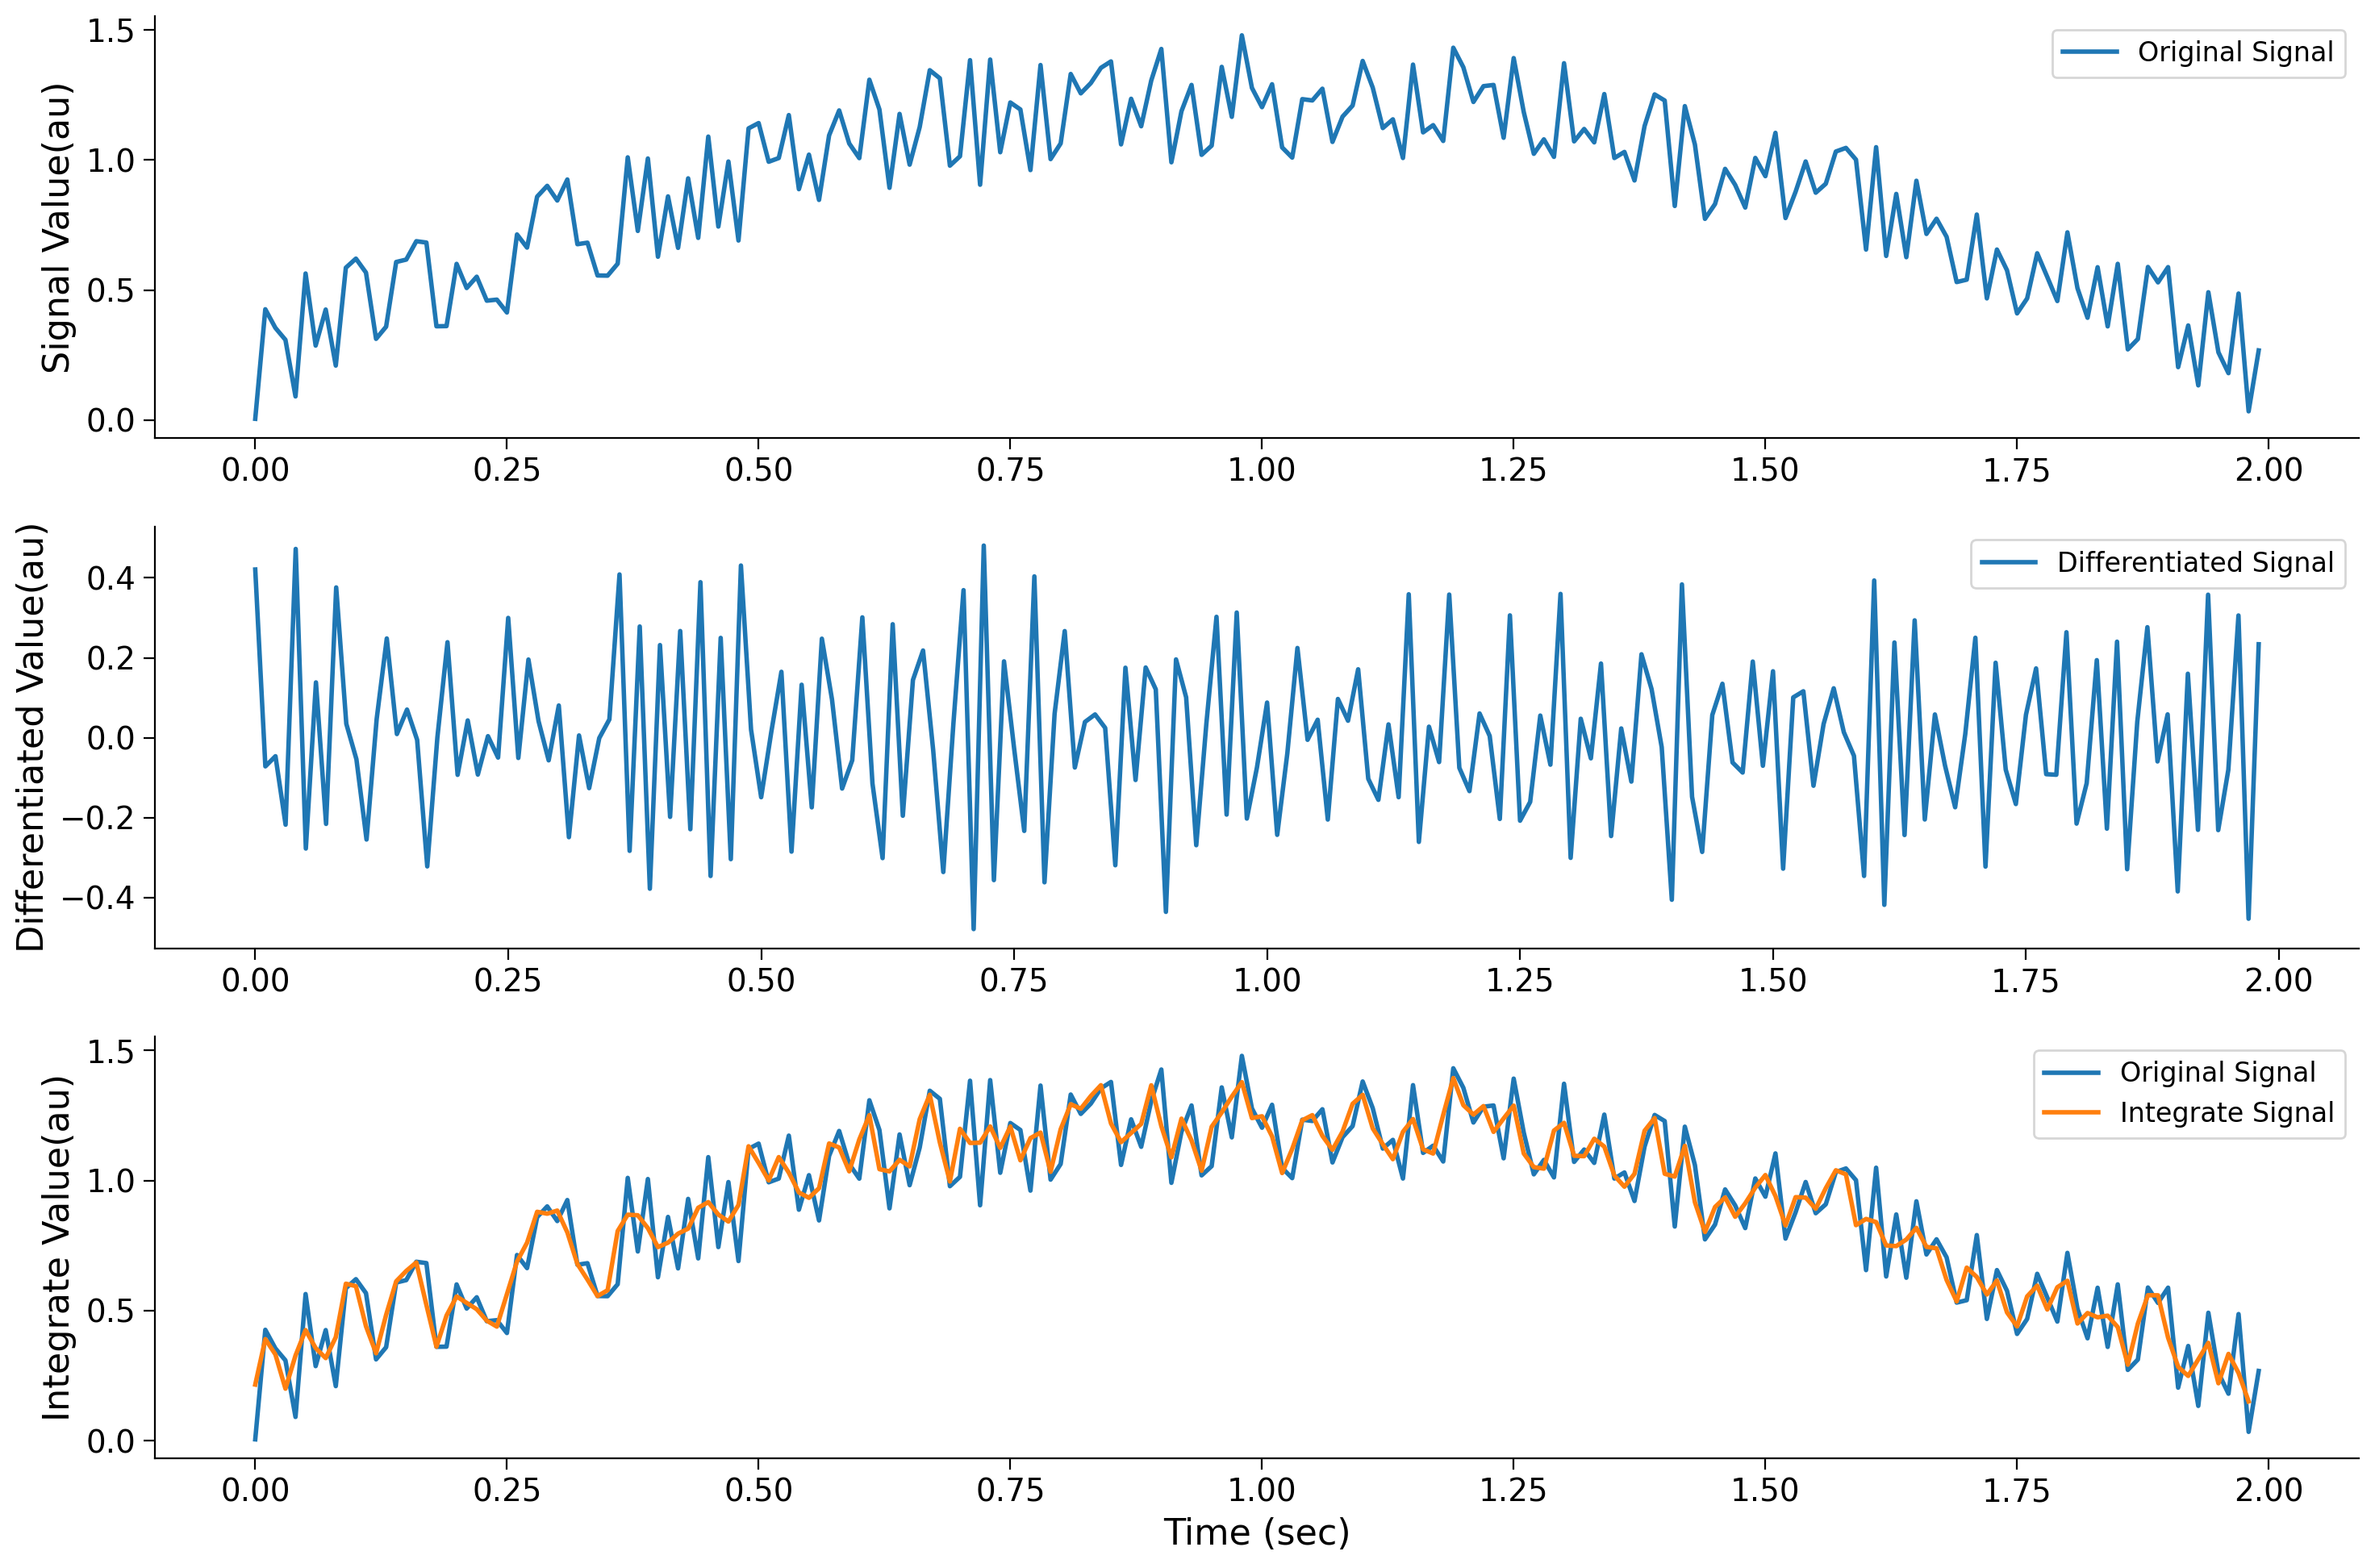 Signal Value(au)
1.5
1.0
0.5
0.0
Original Signal
0.00 0.25 0.50 0.75 1.00 1.25 1.50 1.75 2.00
Differentiated Value(au)
0.4
0.2
0.0
−0.2
−0.4
Differentiated Signal
0.00 0.25 0.50 0.75 1.00 1.25 1.50 1.75 2.00
Integrate Value(au)
1.5
1.0
0.5
0.0
Original Signal
Integrate Signal
0.00 0.25 0.50 0.75 1.00 1.25 1.50 1.75 2.00
Time (sec)